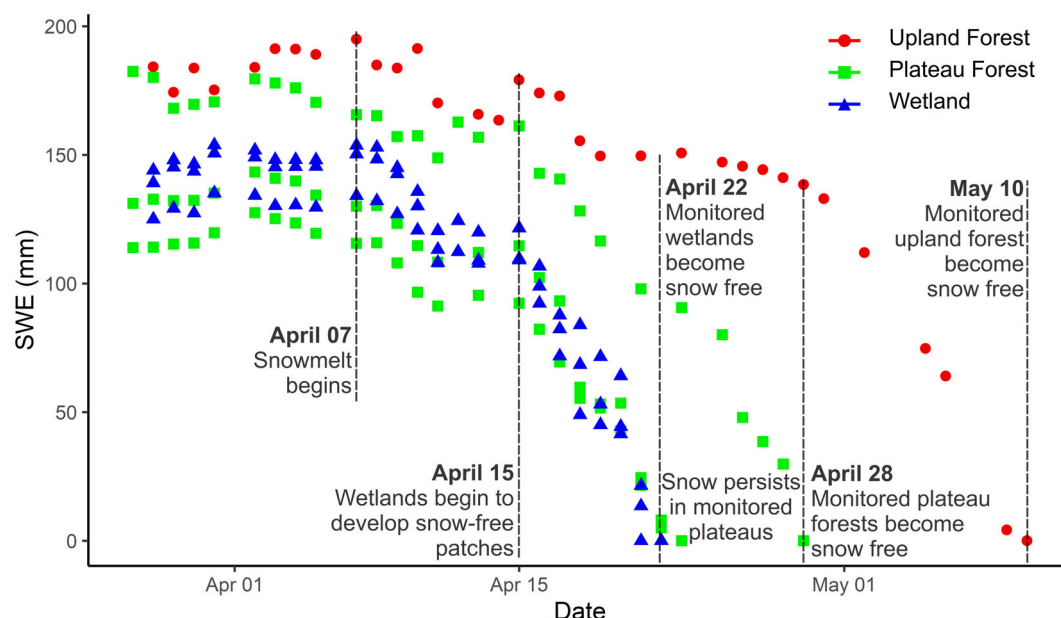 200
150
100
50
0
SWE (mm)
Upland Forest
Plateau Forest
Wetland
April 07
Snowmelt
begins
April 15
Wetlands begin to
develop snow-free
patches
April 22
Monitored
wetlands
become
snow free
Snow persists
in monitored
plateaus
April 28
Monitored plateau
forests become
snow free
May 10
Monitored
upland forest
become
snow free
Apr 01
Apr 15
May 01
Date